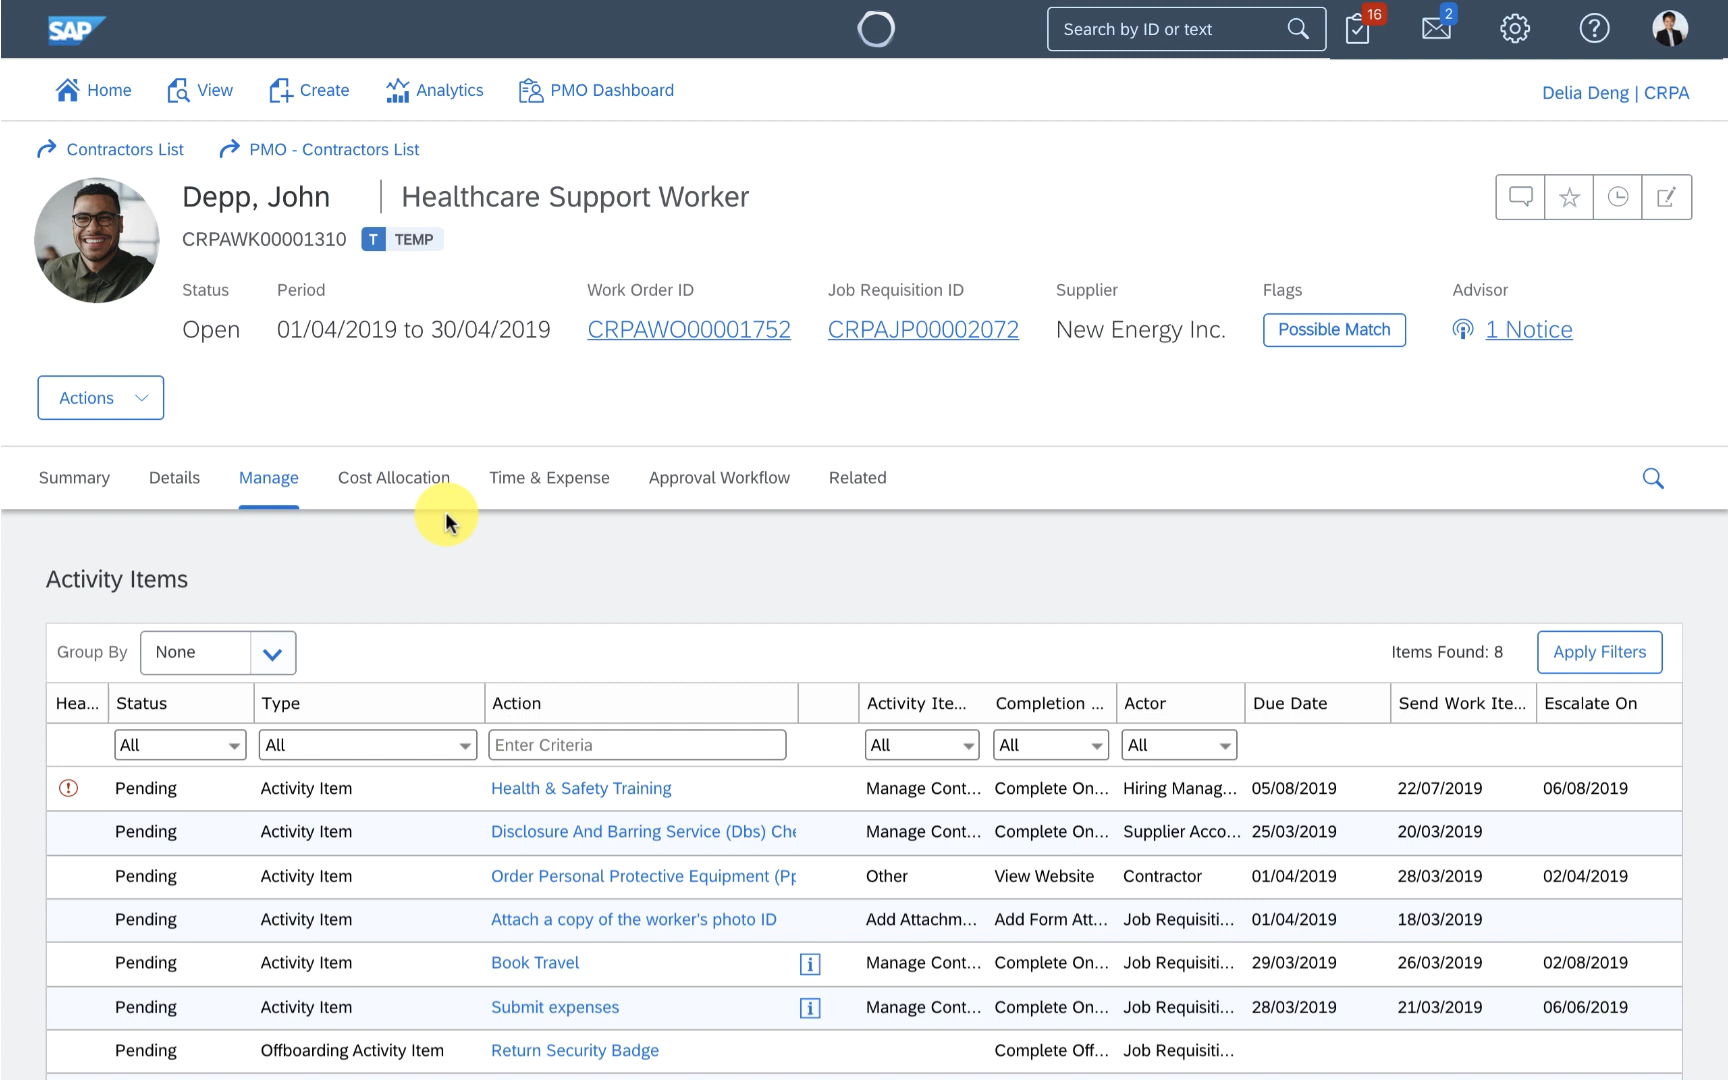 SAP
Search by ID or text
16
2
Home
View
Create
Analytics
PMO Dashboard
Delia Deng | CRPA
Contractors List
PMO - Contractors List
Depp, John
Healthcare Support Worker
CRPAWK00001310
T TEMP
Status
Period
Work Order ID
Job Requisition ID
Supplier
Flags
Advisor
Open
01/04/2019 to 30/04/2019
CRPAWO00001752
CRPAJP00002072
New Energy Inc.
Possible Match
1 Notice
Actions
Summary
Details
Manage
Cost Allocation
Time & Expense
Approval Workflow
Related
Activity Items
Group By
None
Items Found: 8
Apply Filters
Hea... Status Type Action Activity Ite... Completion ... Actor Due Date Send Work Ite... Escalate On
All All Enter Criteria All All All
Pending Activity Item Health & Safety Training Manage Cont... Complete On... Hiring Manag... 05/08/2019 22/07/2019 06/08/2019
Pending Activity Item Disclosure And Barring Service (Dbs) Che Manage Cont... Complete On... Supplier Acco... 25/03/2019 20/03/2019
Pending Activity Item Order Personal Protective Equipment (Pp Other View Website Contractor 01/04/2019 28/03/2019 02/04/2019
Pending Activity Item Attach a copy of the worker's photo ID Add Attachm... Add Form Att... Job Requisiti... 01/04/2019 18/03/2019
Pending Activity Item Book Travel i Manage Cont... Complete On... Job Requisiti... 29/03/2019 26/03/2019 02/08/2019
Pending Activity Item Submit expenses i Manage Cont... Complete On... Job Requisiti... 28/03/2019 21/03/2019 06/06/2019
Pending Offboarding Activity Item Return Security Badge Complete Off... Job Requisiti...